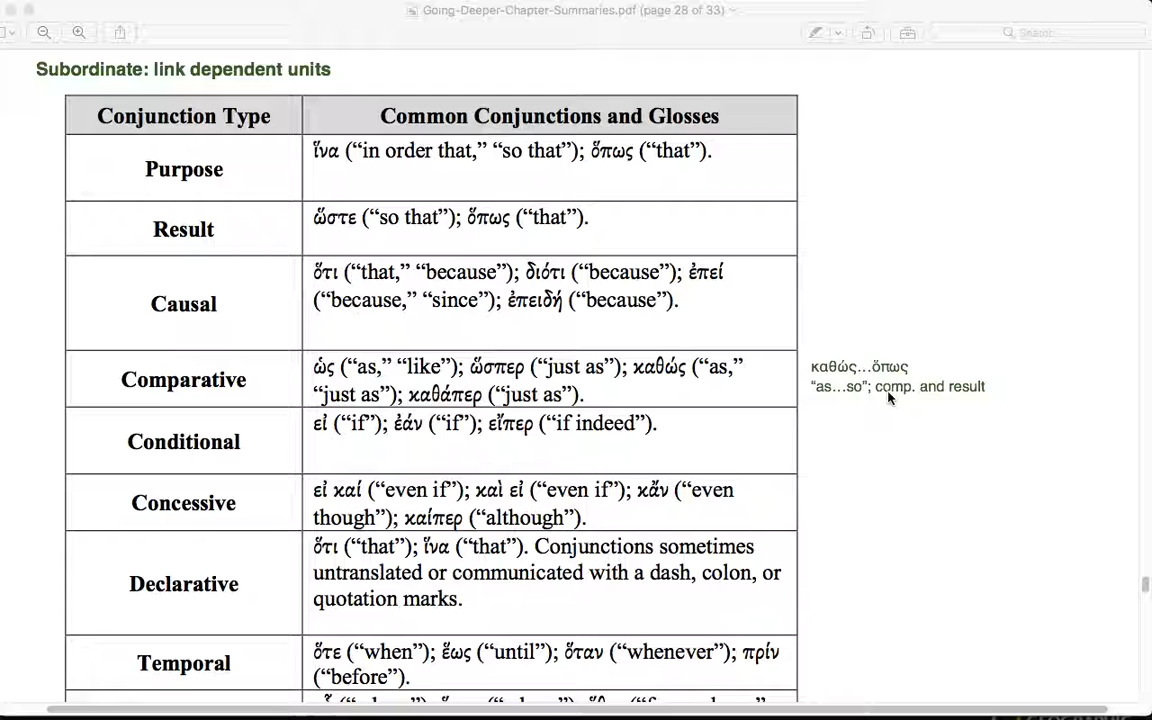 Going-Deeper-Chapter-Summaries.pdf (page 28 of 33)
Search
Subordinate: link dependent units
Conjunction Type
Common Conjunctions and Glosses
Purpose
ἵνα (“in order that,” “so that”); ὅπως (“that”).
Result
ὥστε (“so that”); ὅπως (“that”).
Causal
ὅτι (“that,” “because”); διότι (“because”); ἐπεί
(“because,” “since”); ἐπειδή (“because”).
Comparative
ὡς (“as,” “like”); ὥσπερ (“just as”); καθώς (“as,”
“just as”); καθάπερ (“just as”).
καθώς...ὅπως
“as...so”; comp. and result
Conditional
εἰ (“if”); ἐάν (“if”); εἴπερ (“if indeed”).
Concessive
εἰ καί (“even if”); καὶ εἰ (“even if”); κἄν (“even
though”); καίπερ (“although”).
Declarative
ὅτι (“that”); ἵνα (“that”). Conjunctions sometimes
untranslated or communicated with a dash, colon, or
quotation marks.
Temporal
ὅτε (“when”); ἕως (“until”); ὅταν (“whenever”); πρίν
(“before”).